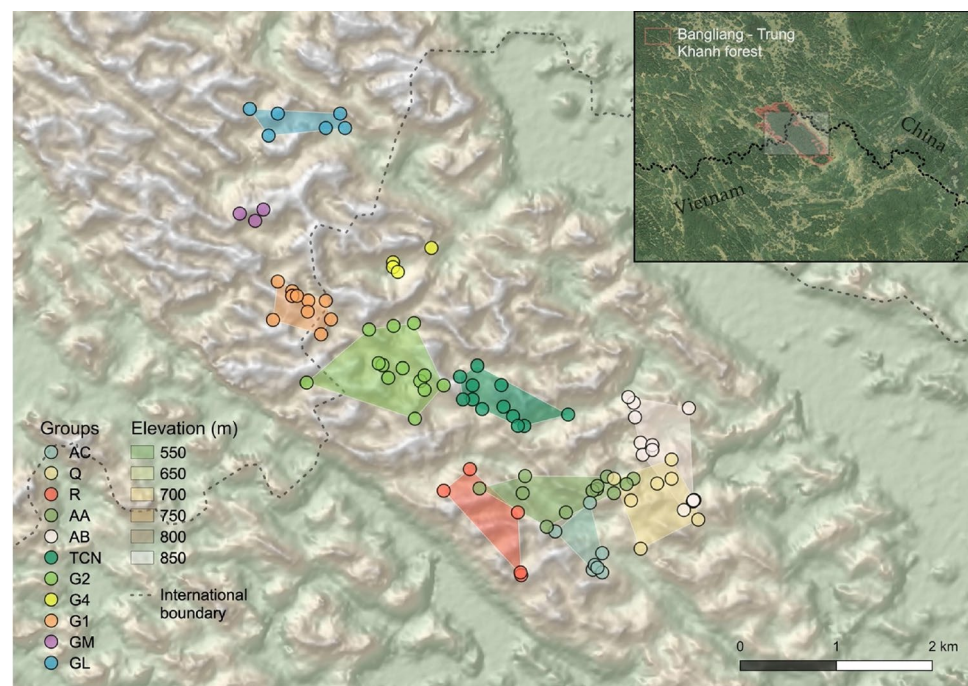 Bangliang - Trung
Khanh forest
China
Vietnam
Groups
AC
Q
R
AA
AB
TCN
G2
G4
G1
GM
GL
Elevation (m)
550
650
700
750
800
850
International
boundary
0 1 2 km